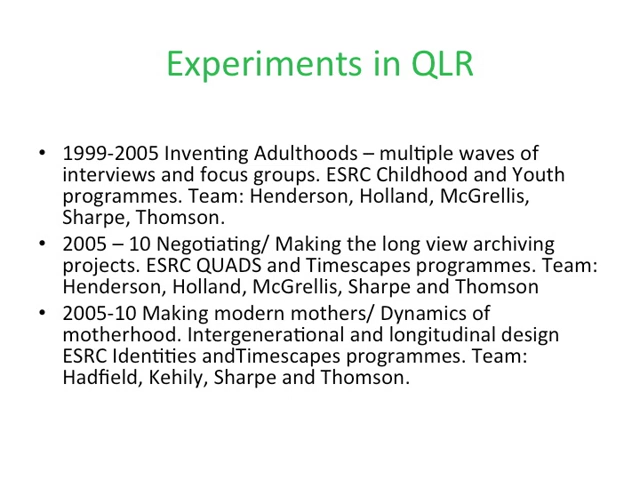 Experiments in QLR
• 1999-2005 Inventing Adulthoods – multiple waves of
interviews and focus groups. ESRC Childhood and Youth
programmes. Team: Henderson, Holland, McGrellis,
Sharpe, Thomson.
• 2005 – 10 Negotiating/ Making the long view archiving
projects. ESRC QUADS and Timescapes programmes. Team:
Henderson, Holland, McGrellis, Sharpe and Thomson
• 2005-10 Making modern mothers/ Dynamics of
motherhood. Intergenerational and longitudinal design
ESRC Identities andTimescapes programmes. Team:
Hadfield, Kehily, Sharpe and Thomson.